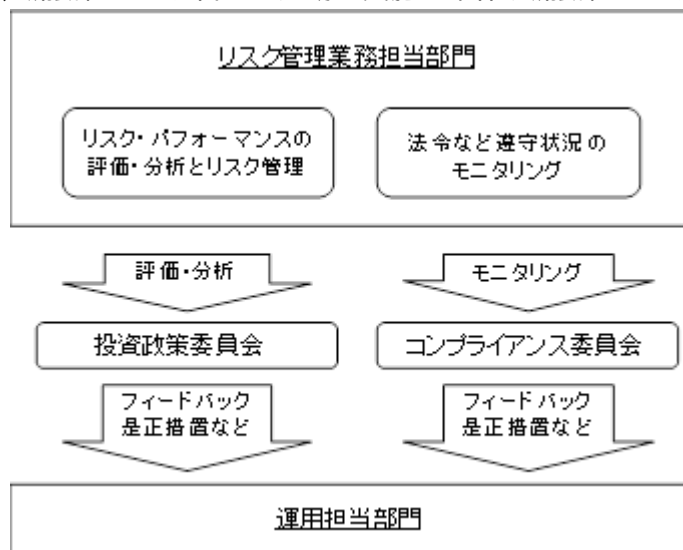 リスク管理業務担当部門
リスク・パフォーマンスの
評価・分析とリスク管理
法令など遵守状況の
モニタリング
評価・分析
モニタリング
投資政策委員会
コンプライアンス委員会
フィードバック
是正措置など
フィードバック
是正措置など
運用担当部門